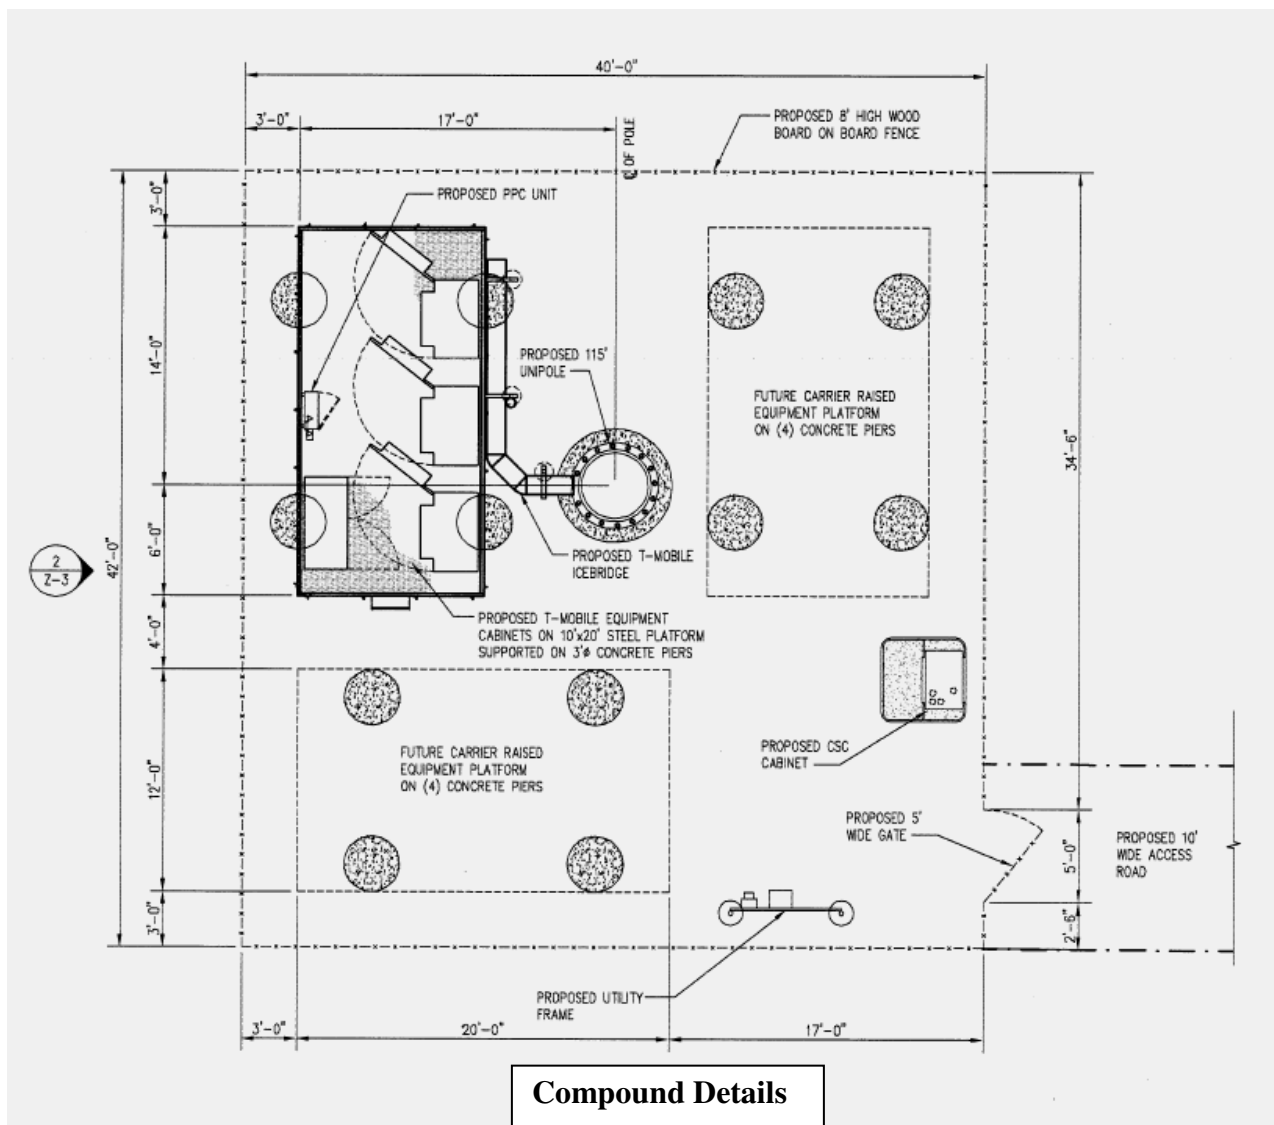 40'-0"
3'-0"
17'-0"
℄ OF POLE
PROPOSED 8' HIGH WOOD
BOARD ON BOARD FENCE
3'-0"
PROPOSED PPC UNIT
14'-0"
PROPOSED 115'
UNIPOLE
FUTURE CARRIER RAISED
EQUIPMENT PLATFORM
ON (4) CONCRETE PIERS
34'-6"
6'-0"
42'-0"
2
Z-3
PROPOSED T-MOBILE
ICEBRIDGE
4'-0"
PROPOSED T-MOBILE EQUIPMENT
CABINETS ON 10'x20' STEEL PLATFORM
SUPPORTED ON 3'ø CONCRETE PIERS
12'-0"
FUTURE CARRIER RAISED
EQUIPMENT PLATFORM
ON (4) CONCRETE PIERS
PROPOSED CSC
CABINET
PROPOSED 5'
WIDE GATE
5'-0"
PROPOSED 10'
WIDE ACCESS
ROAD
3'-0"
2'-6"
PROPOSED UTILITY
FRAME
3'-0"
20'-0"
17'-0"
Compound Details